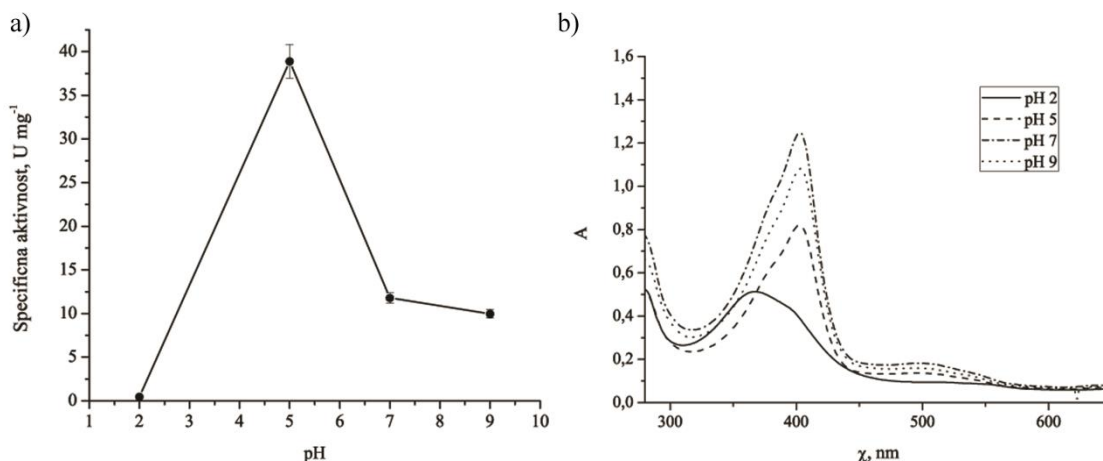 a)
Specificna aktivnost, U mg⁻¹
40
35
30
25
20
15
10
5
0
1 2 3 4 5 6 7 8 9 10
pH
b)
1,6
1,4
1,2
1,0
0,8
0,6
0,4
0,2
0,0
A
pH 2
pH 5
pH 7
pH 9
300 400 500 600
χ, nm